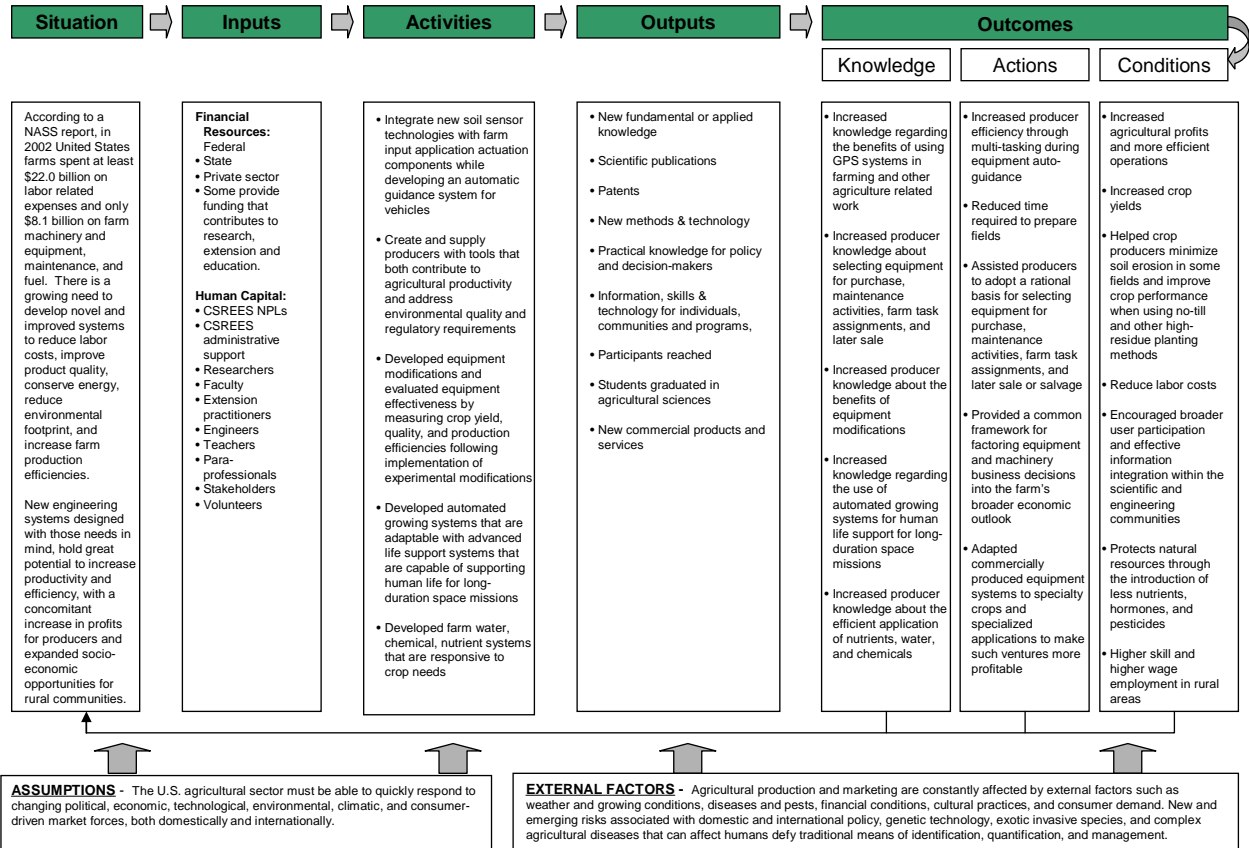 Situation
Inputs
Activities
Outputs
Outcomes
Knowledge
Actions
Conditions
According to a
NASS report, in
2002 United States
farms spent at least
$22.0 billion on
labor related
expenses and only
$8.1 billion on farm
machinery and
equipment,
maintenance, and
fuel. There is a
growing need to
develop novel and
improved systems
to reduce labor
costs, improve
product quality,
conserve energy,
reduce
environmental
footprint, and
increase farm
production
efficiencies.
New engineering
systems designed
with those needs in
mind, hold great
potential to increase
productivity and
efficiency, with a
concomitant
increase in profits
for producers and
expanded socio-
economic
opportunities for
rural communities.
Financial
Resources:
Federal
• State
• Private sector
• Some provide
funding that
contributes to
research,
extension and
education.
Human Capital:
• CSREES NPLs
• CSREES
administrative
support
• Researchers
• Faculty
• Extension
practitioners
• Engineers
• Teachers
• Para-
professionals
• Stakeholders
• Volunteers
• Integrate new soil sensor
technologies with farm
input application actuation
components while
developing an automatic
guidance system for
vehicles
• Create and supply
producers with tools that
both contribute to
agricultural productivity
and address
environmental quality and
regulatory requirements
• Developed equipment
modifications and
evaluated equipment
effectiveness by
measuring crop yield,
quality, and production
efficiencies following
implementation of
experimental modifications
• Developed automated
growing systems that are
adaptable with advanced
life support systems that
are capable of supporting
human life for long-
duration space missions
• Developed farm water,
chemical, nutrient systems
that are responsive to
crop needs
• New fundamental or applied
knowledge
• Scientific publications
• Patents
• New methods & technology
• Practical knowledge for policy
and decision-makers
• Information, skills &
technology for individuals,
communities and programs,
• Participants reached
• Students graduated in
agricultural sciences
• New commercial products and
services
• Increased
knowledge regarding
the benefits of using
GPS systems in
farming and other
agriculture related
work
• Increased producer
knowledge about
selecting equipment
for purchase,
maintenance
activities, farm task
assignments, and
later sale
• Increased producer
knowledge about the
benefits of
equipment
modifications
• Increased
knowledge regarding
the use of
automated growing
systems for human
life support for long-
duration space
missions
• Increased producer
knowledge about the
efficient application
of nutrients, water,
and chemicals
• Increased producer
efficiency through
multi-tasking during
equipment auto-
guidance
• Reduced time
required to prepare
fields
• Assisted producers
to adopt a rational
basis for selecting
equipment for
purchase,
maintenance
activities, farm task
assignments, and
later sale or salvage
• Provided a common
framework for
factoring equipment
and machinery
business decisions
into the farm's
broader economic
outlook
• Adapted
commercially
produced equipment
systems to specialty
crops and
specialized
applications to make
such ventures more
profitable
• Increased
agricultural profits
and more efficient
operations
• Increased crop
yields
• Helped crop
producers minimize
soil erosion in some
fields and improve
crop performance
when using no-till
and other high-
residue planting
methods
• Reduce labor costs
• Encouraged broader
user participation
and effective
information
integration within the
scientific and
engineering
communities
• Protects natural
resources through
the introduction of
less nutrients,
hormones, and
pesticides
• Higher skill and
higher wage
employment in rural
areas
ASSUMPTIONS - The U.S. agricultural sector must be able to quickly respond to
changing political, economic, technological, environmental, climatic, and consumer-
driven market forces, both domestically and internationally.
EXTERNAL FACTORS - Agricultural production and marketing are constantly affected by external factors such as
weather and growing conditions, diseases and pests, financial conditions, cultural practices, and consumer demand. New and
emerging risks associated with domestic and international policy, genetic technology, exotic invasive species, and complex
agricultural diseases that can affect humans defy traditional means of identification, quantification, and management.